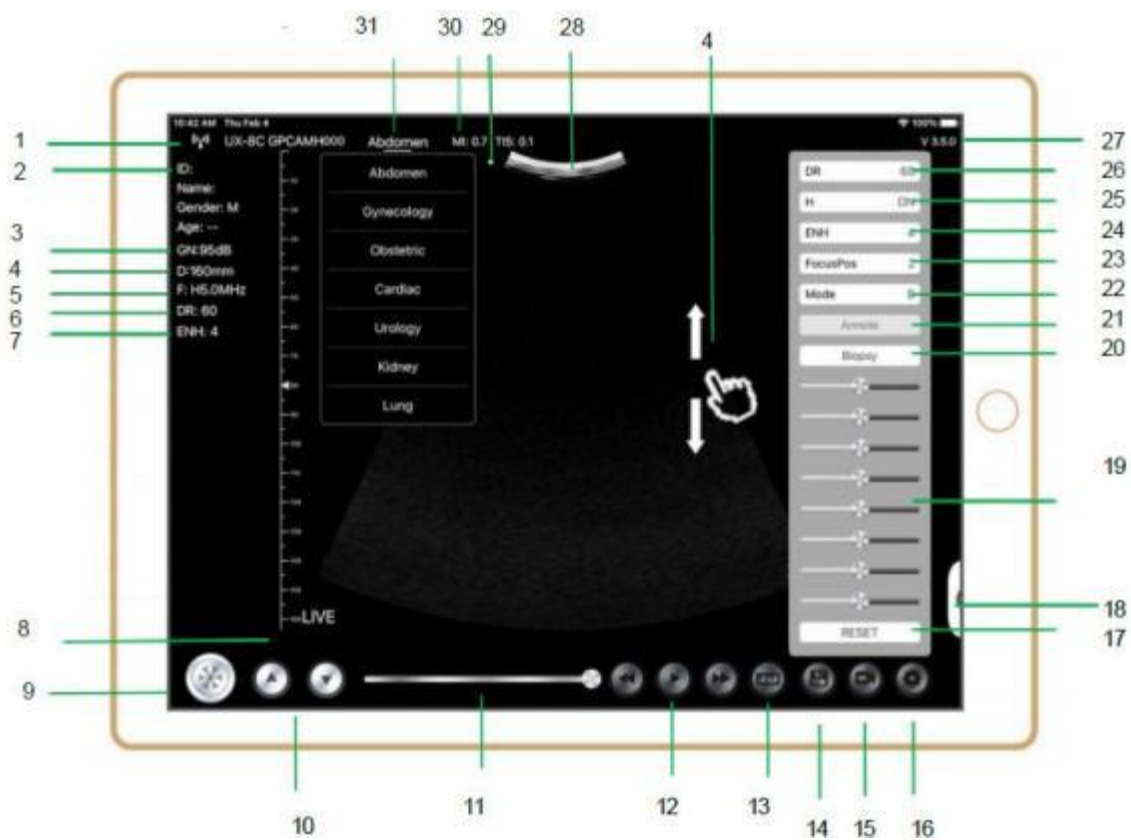 31 30 29 28 4
10:42 AM Thu Feb 4 100%
UX-8C GPCAMH000 Abdomen MI: 0.7 TIS: 0.1 V 3.5.0
1
2
3
4
5
6
7
8
9
ID:
Name:
Gender: M
Age: --
GN:95dB
D:160mm
F: H5.0MHz
DR: 60
ENH: 4
Abdomen
Gynecology
Obstetric
Cardiac
Urology
Kidney
Lung
LIVE
DR 60
H ON
ENH 4
FocusPos 2
Mode B
Annote
Biopsy
RESET
27
26
25
24
23
22
21
20
19
18
17
10 11 12 13 14 15 16